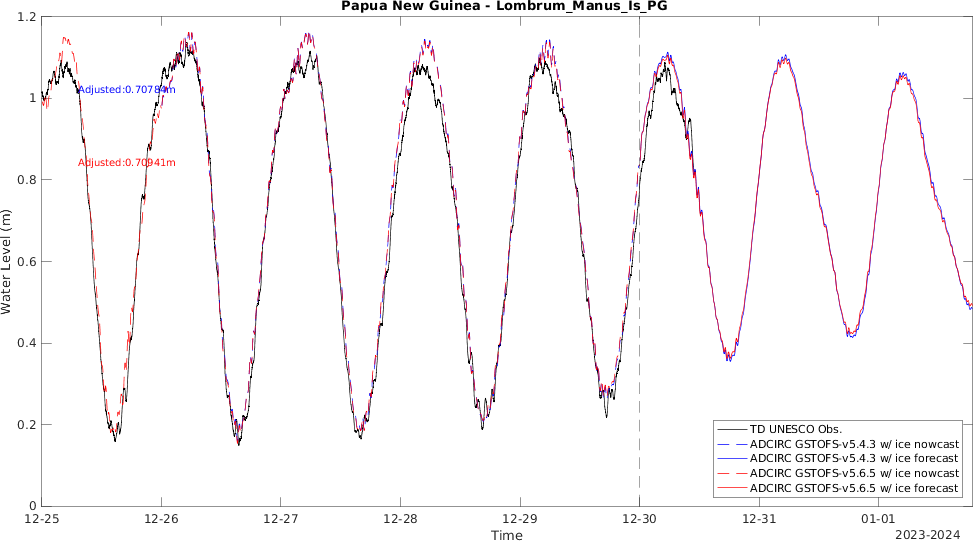 Papua New Guinea - Lombrum_Manus_Is_PG
1.2
1
0.8
0.6
0.4
0.2
0
Water Level (m)
Adjusted:0.70784m
Adjusted:0.70941m
TD UNESCO Obs.
ADCIRC GSTOFS-v5.4.3 w/ ice nowcast
ADCIRC GSTOFS-v5.4.3 w/ ice forecast
ADCIRC GSTOFS-v5.6.5 w/ ice nowcast
ADCIRC GSTOFS-v5.6.5 w/ ice forecast
12-25 12-26 12-27 12-28 12-29 12-30 12-31 01-01
Time
2023-2024